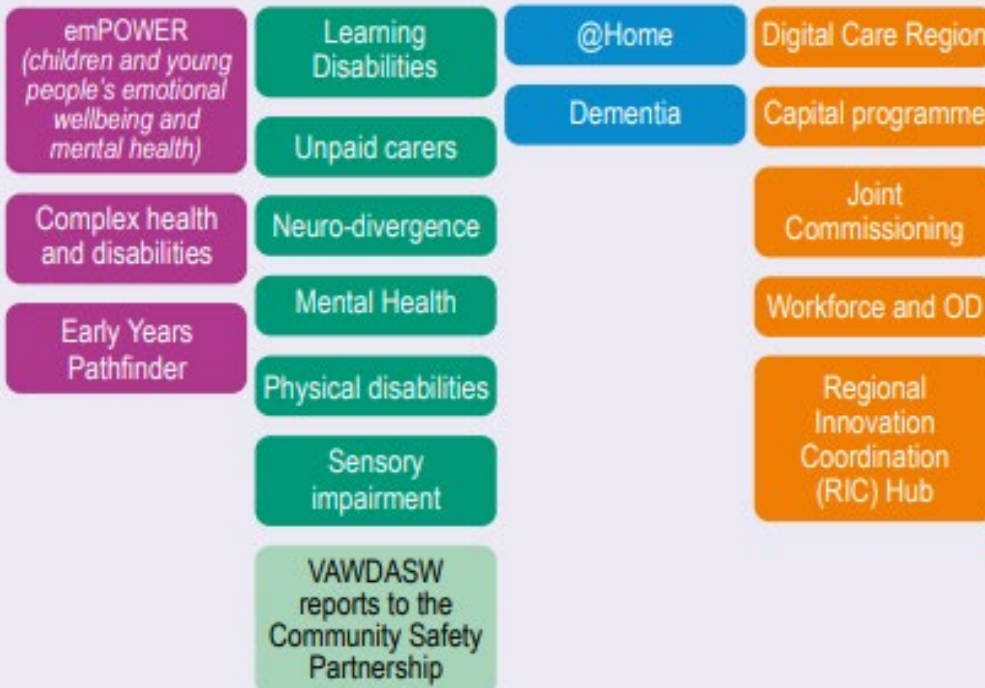 emPOWER
(children and young
people's emotional
wellbeing and
mental health)
Complex health
and disabilities
Early Years
Pathfinder
Learning
Disabilities
Unpaid carers
Neuro-divergence
Mental Health
Physical disabilities
Sensory
impairment
VAWDASW
reports to the
Community Safety
Partnership
@Home
Dementia
Digital Care Region
Capital programme
Joint
Commissioning
Workforce and OD
Regional
Innovation
Coordination
(RIC) Hub